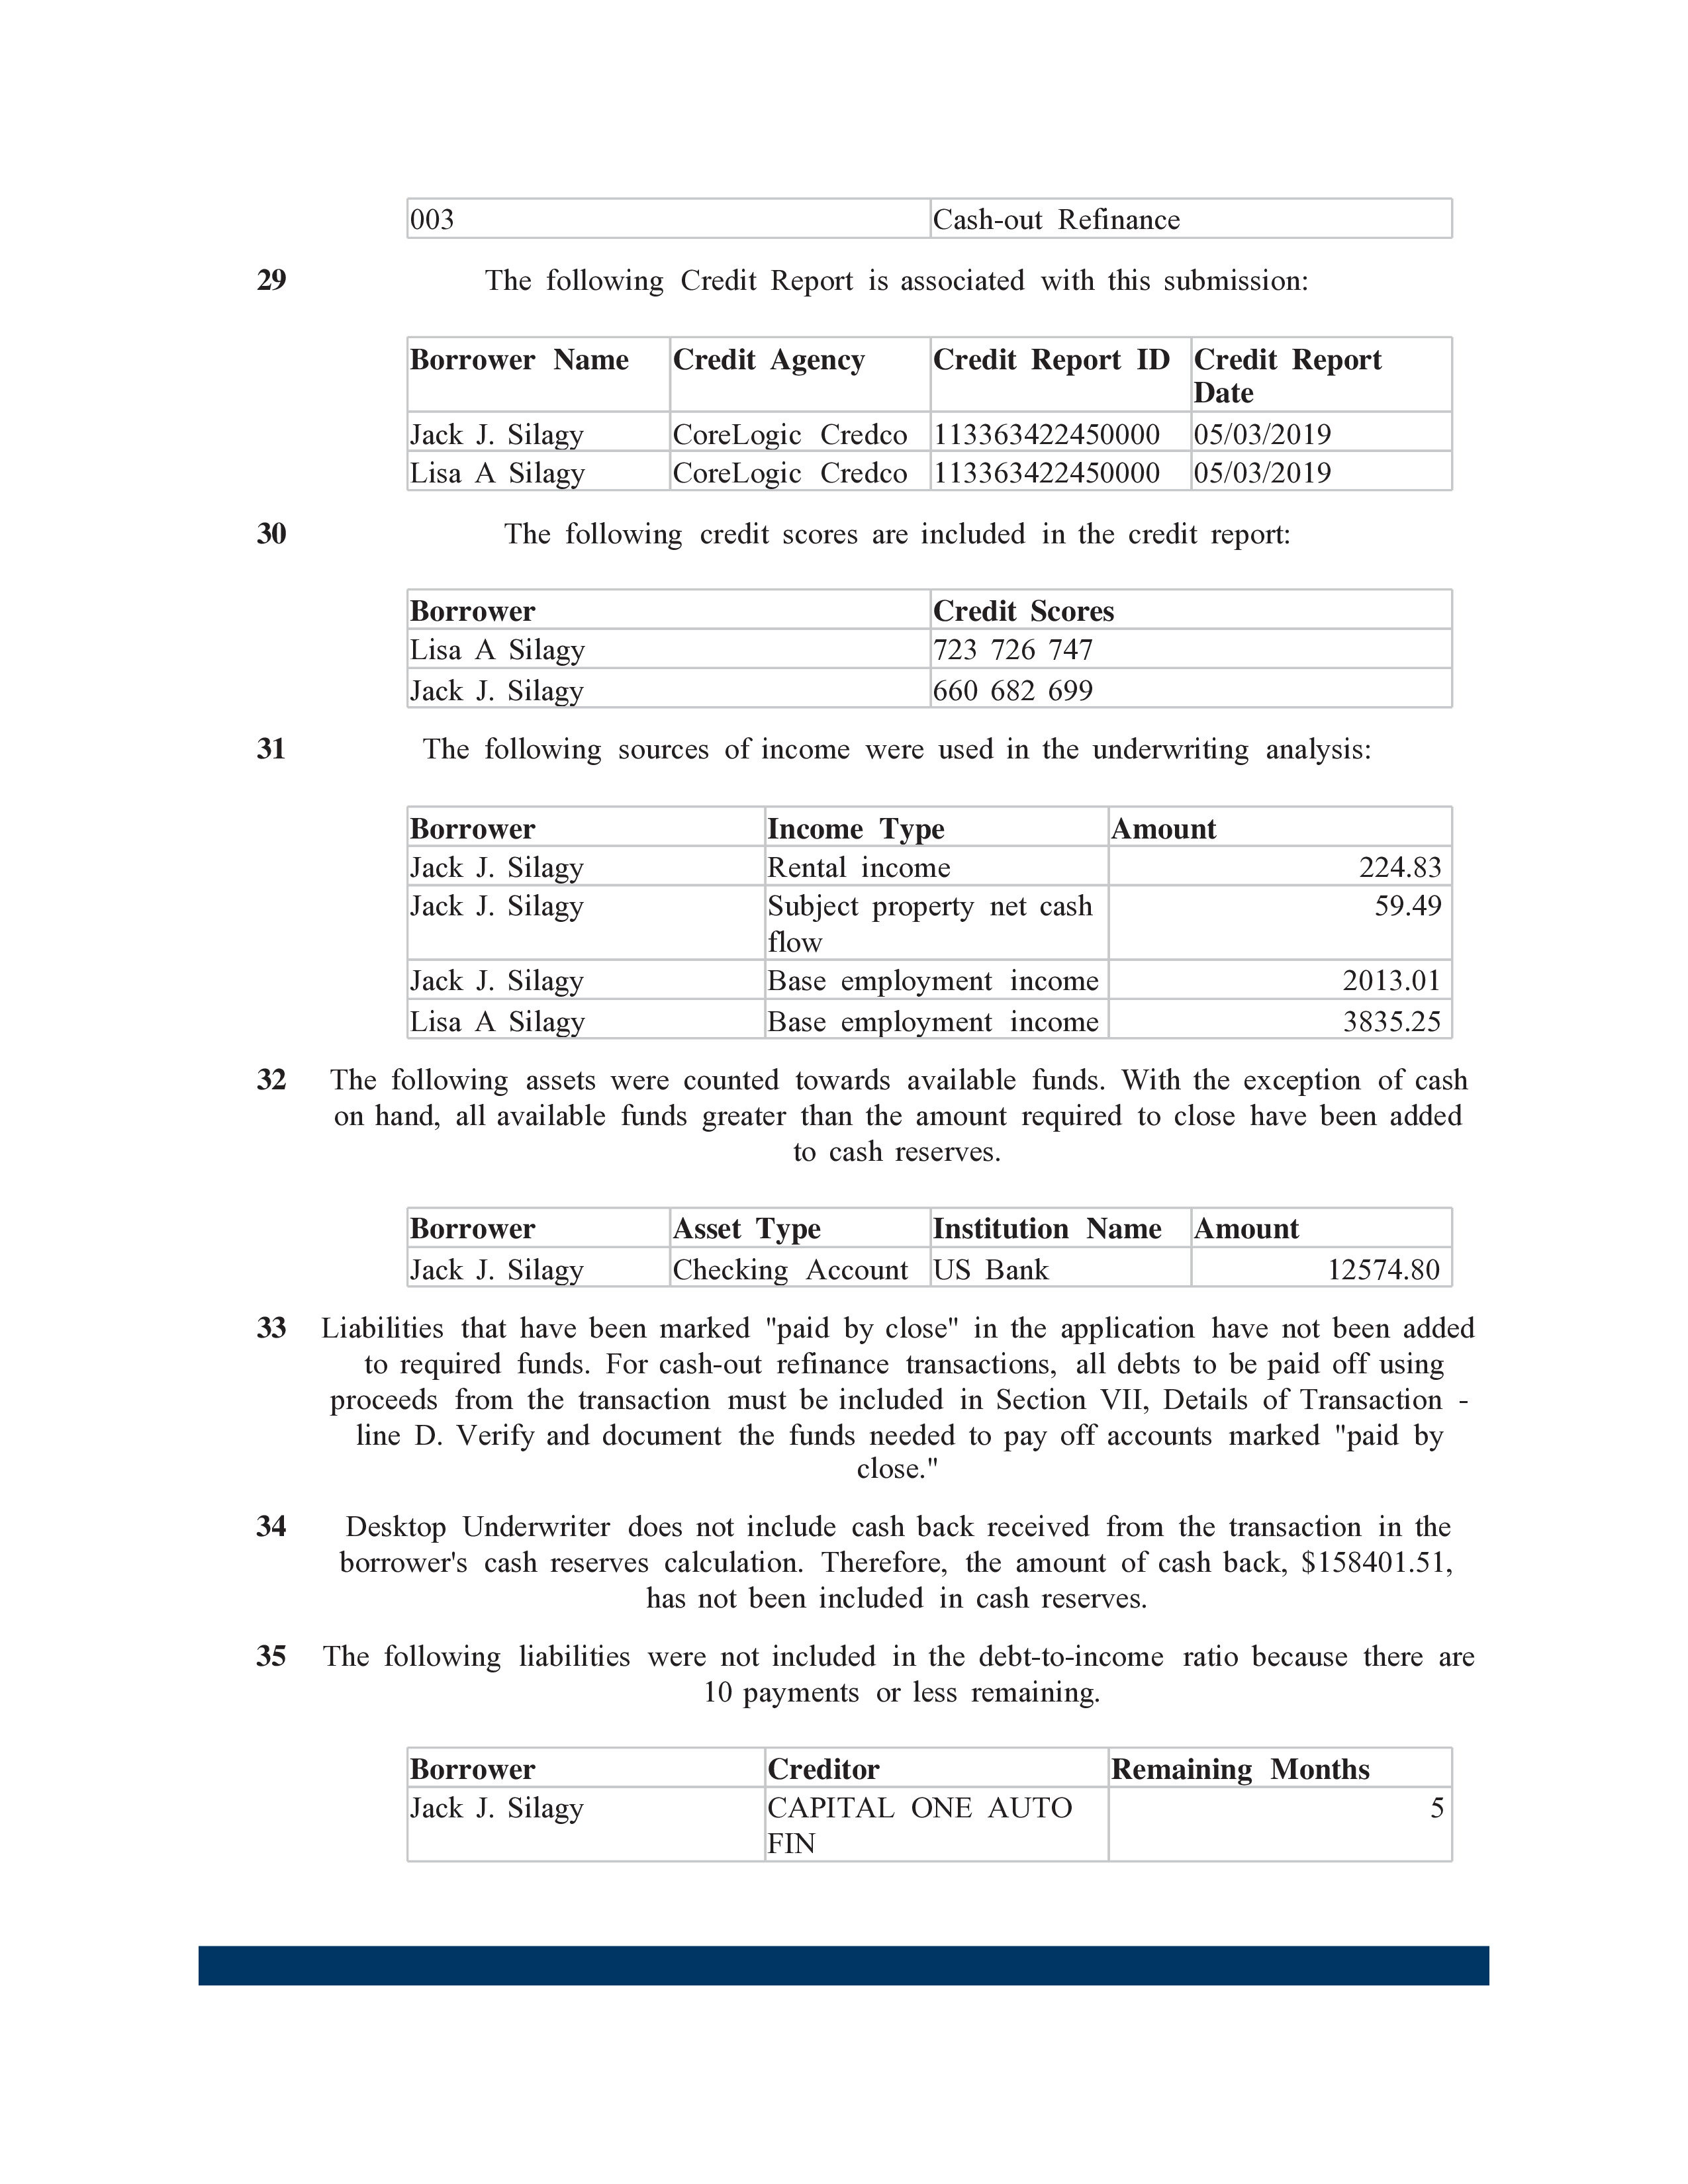 003 Cash-out Refinance
29 The following Credit Report is associated with this submission:
Borrower Name Credit Agency Credit Report ID Credit Report
Date
Jack J. Silagy CoreLogic Credco 113363422450000 05/03/2019
Lisa A Silagy CoreLogic Credco 113363422450000 05/03/2019
30 The following credit scores are included in the credit report:
Borrower Credit Scores
Lisa A Silagy 723 726 747
Jack J. Silagy 660 682 699
31 The following sources of income were used in the underwriting analysis:
Borrower Income Type Amount
Jack J. Silagy Rental income 224.83
Jack J. Silagy Subject property net cash 59.49
flow
Jack J. Silagy Base employment income 2013.01
Lisa A Silagy Base employment income 3835.25
32 The following assets were counted towards available funds. With the exception of cash
on hand, all available funds greater than the amount required to close have been added
to cash reserves.
Borrower Asset Type Institution Name Amount
Jack J. Silagy Checking Account US Bank 12574.80
33 Liabilities that have been marked "paid by close" in the application have not been added
to required funds. For cash-out refinance transactions, all debts to be paid off using
proceeds from the transaction must be included in Section VII, Details of Transaction -
line D. Verify and document the funds needed to pay off accounts marked "paid by
close."
34 Desktop Underwriter does not include cash back received from the transaction in the
borrower's cash reserves calculation. Therefore, the amount of cash back, $158401.51,
has not been included in cash reserves.
35 The following liabilities were not included in the debt-to-income ratio because there are
10 payments or less remaining.
Borrower Creditor Remaining Months
Jack J. Silagy CAPITAL ONE AUTO 5
FIN